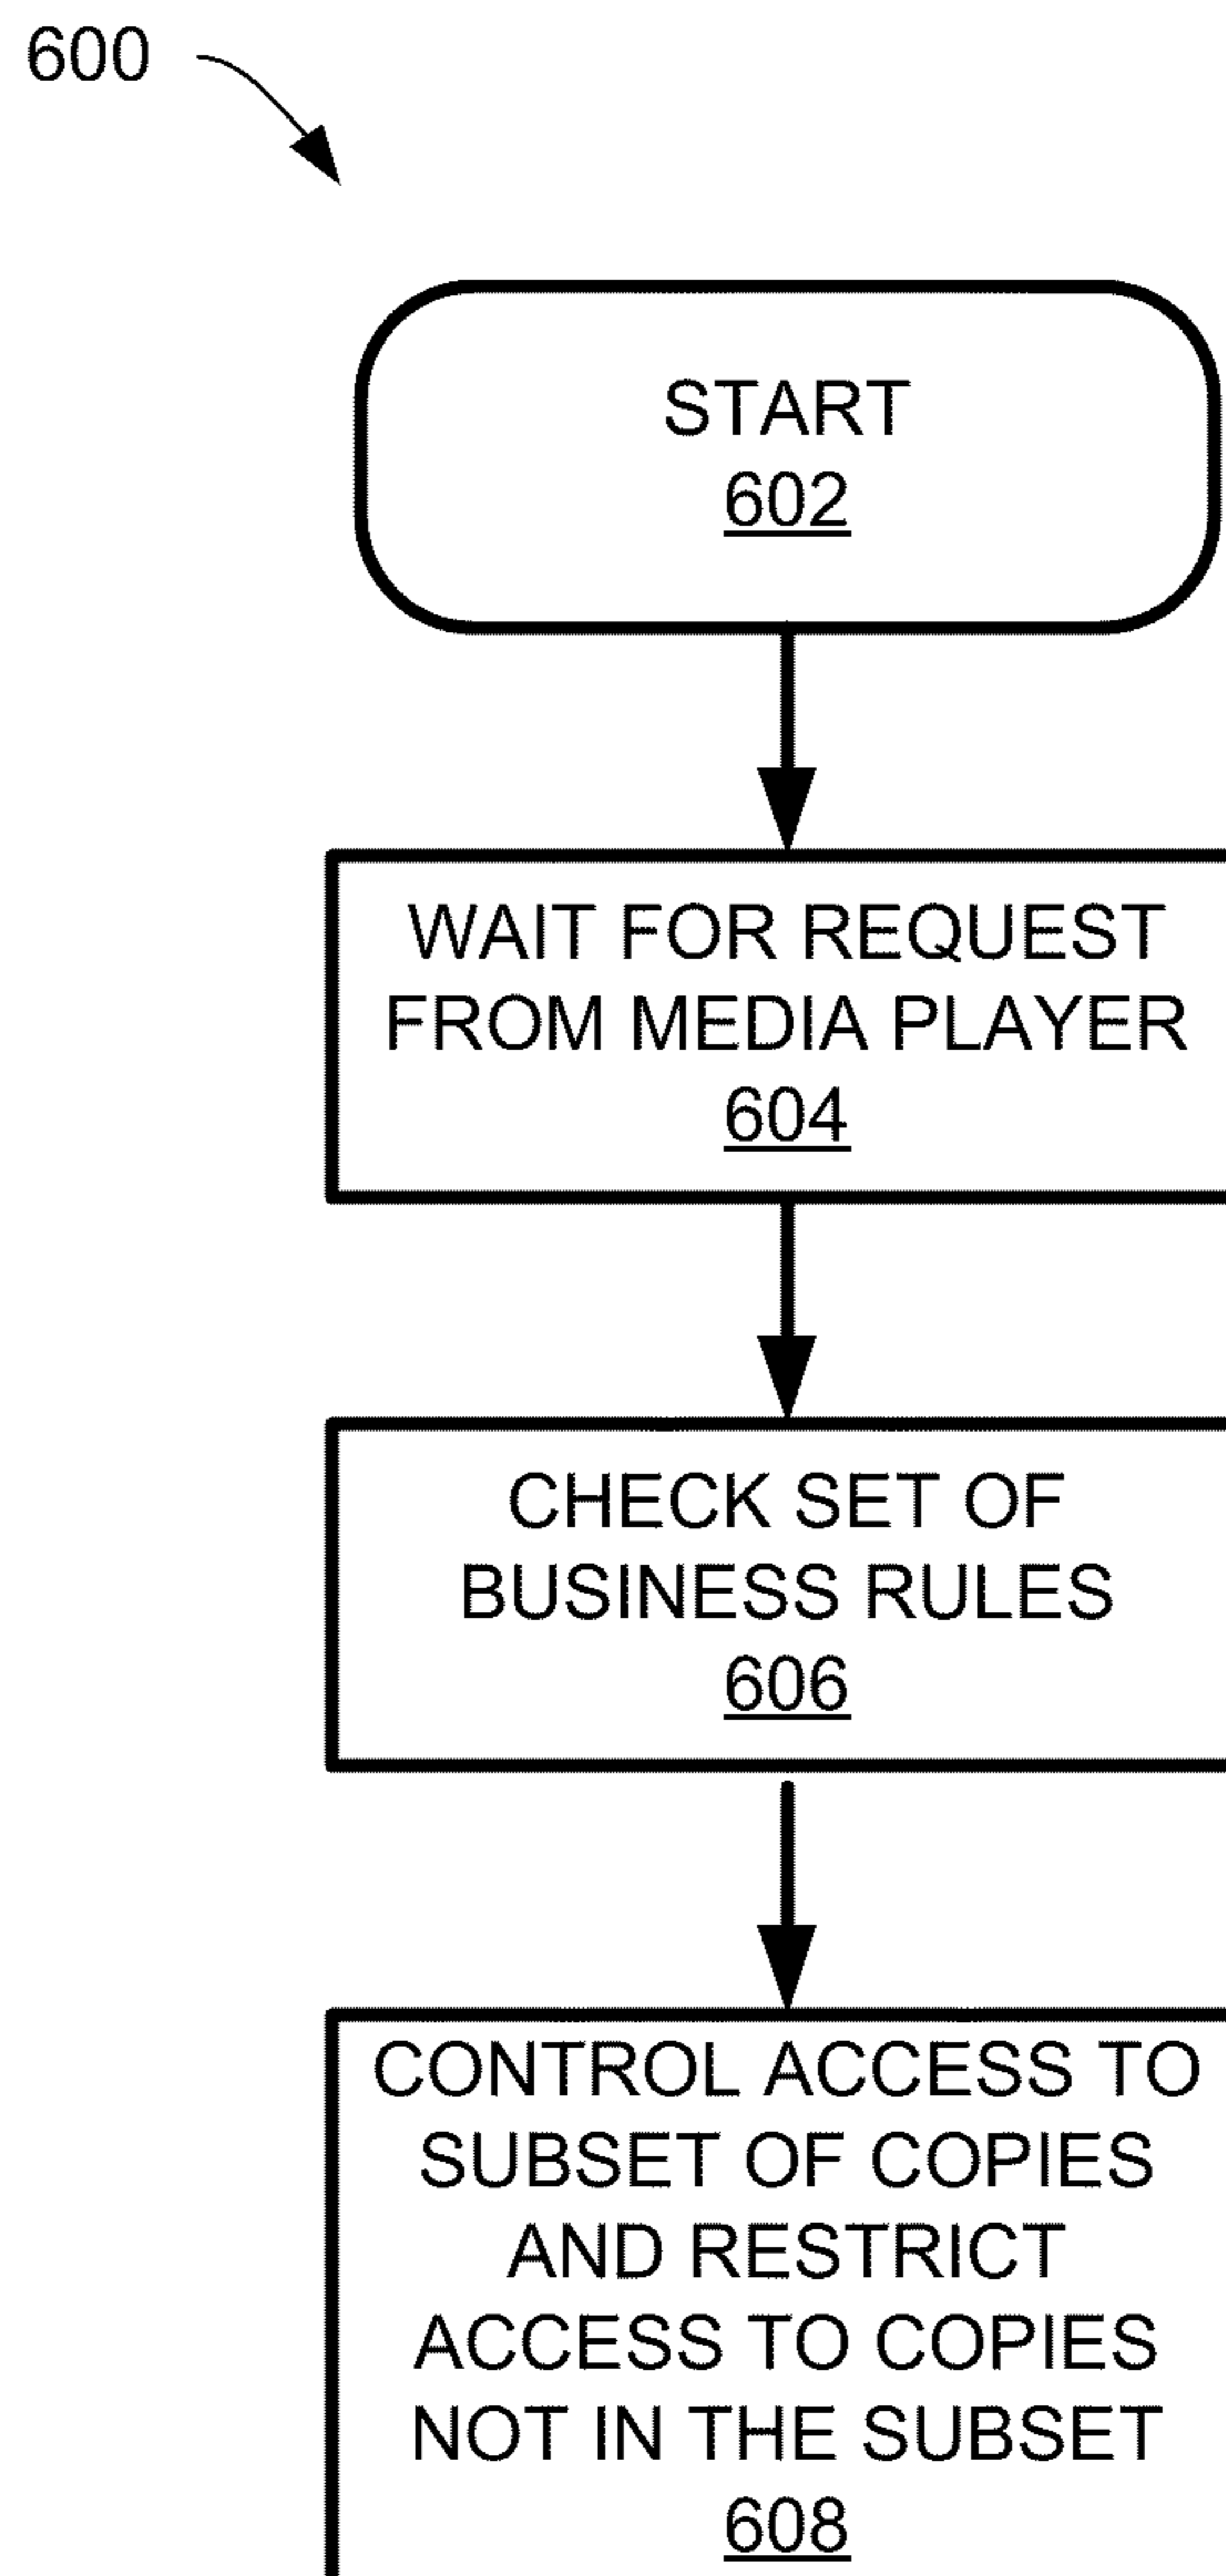 600
START
602
WAIT FOR REQUEST
FROM MEDIA PLAYER
604
CHECK SET OF
BUSINESS RULES
606
CONTROL ACCESS TO
SUBSET OF COPIES
AND RESTRICT
ACCESS TO COPIES
NOT IN THE SUBSET
608